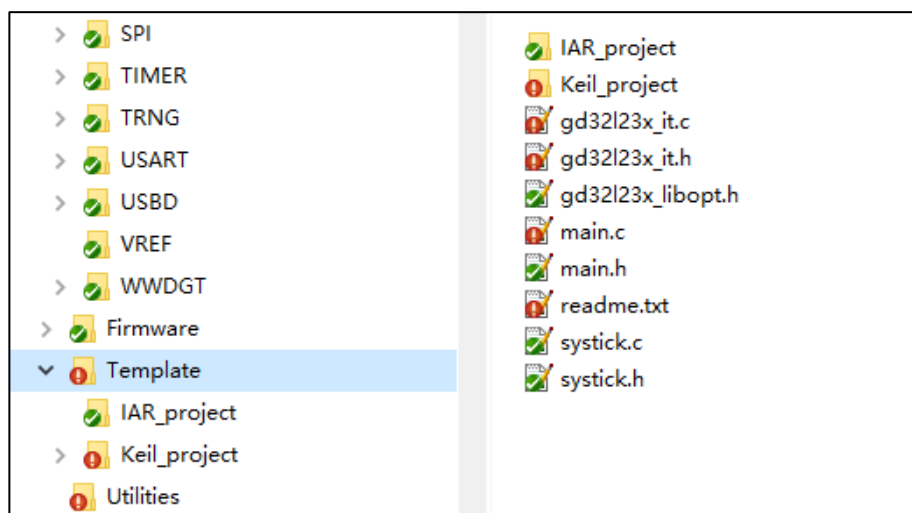 SPI
TIMER
TRNG
USART
USBD
VREF
WWDGT
Firmware
Template
IAR_project
Keil_project
Utilities
IAR_project
Keil_project
gd32l23x_it.c
gd32l23x_it.h
gd32l23x_libopt.h
main.c
main.h
readme.txt
systick.c
systick.h